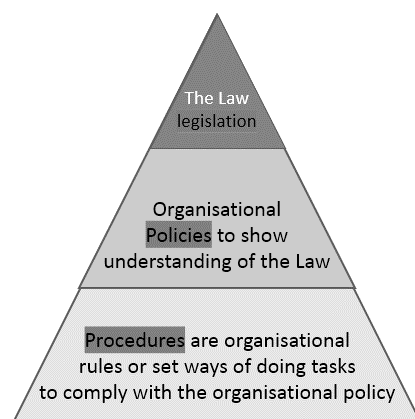 The Law
legislation
Organisational
Policies to show
understanding of the Law
Procedures are organisational
rules or set ways of doing tasks
to comply with the organisational policy